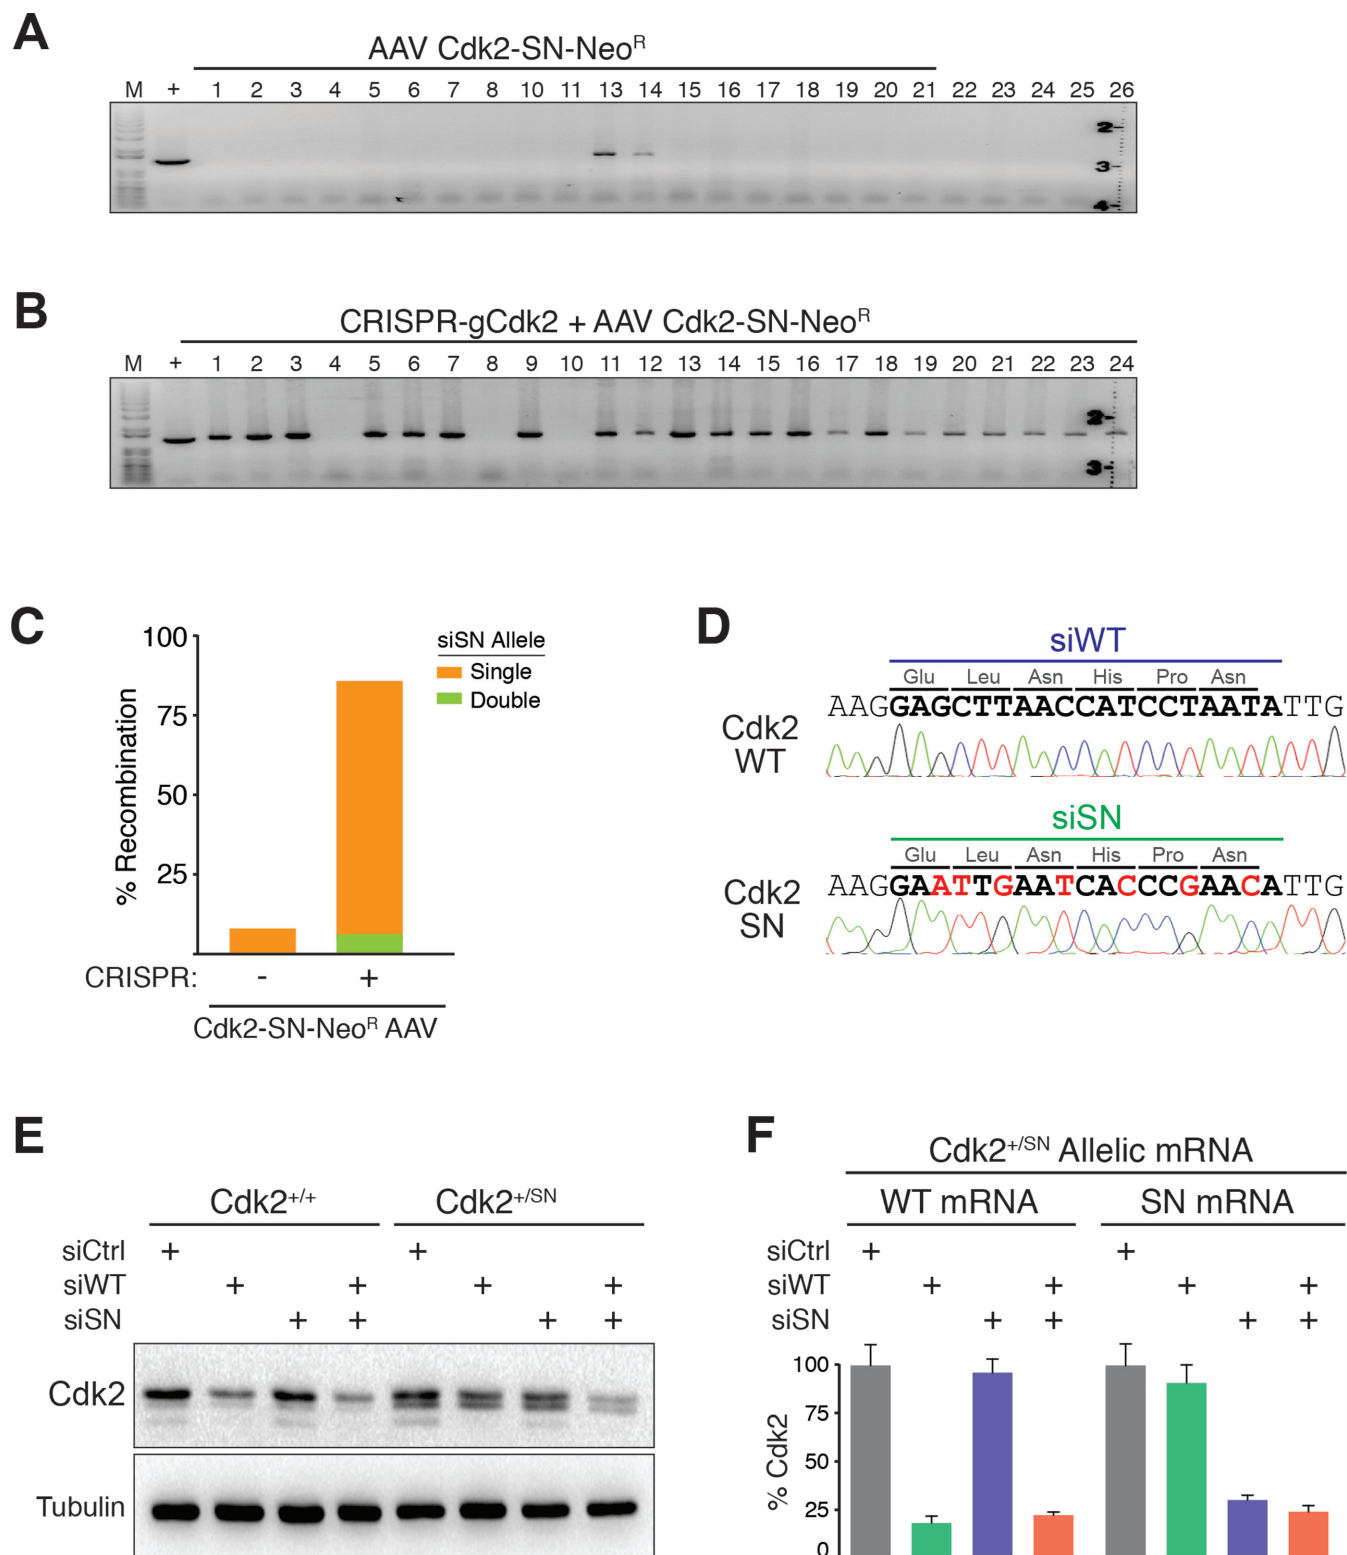 A
AAV Cdk2-SN-Neo^R
M + 1 2 3 4 5 6 7 8 10 11 13 14 15 16 17 18 19 20 21 22 23 24 25 26
2-
3-
4-
B
CRISPR-gCdk2 + AAV Cdk2-SN-Neo^R
M + 1 2 3 4 5 6 7 8 9 10 11 12 13 14 15 16 17 18 19 20 21 22 23 24
2-
3-
C
100
75
50
25
% Recombination
siSN Allele
Single
Double
CRISPR: - +
Cdk2-SN-Neo^R AAV
D
siWT
Glu Leu Asn His Pro Asn
AAGGAGCTTAACCATCCTAATATTG
Cdk2
WT
siSN
Glu Leu Asn His Pro Asn
AAGGAATTGAATCACCCGAACATTG
Cdk2
SN
E
Cdk2^+/+ Cdk2^+/SN
siCtrl + +
siWT + + + +
siSN + + + +
Cdk2
Tubulin
F
Cdk2^+/SN Allelic mRNA
WT mRNA SN mRNA
siCtrl + +
siWT + + + +
siSN + + + +
100
75
50
25
0
% Cdk2